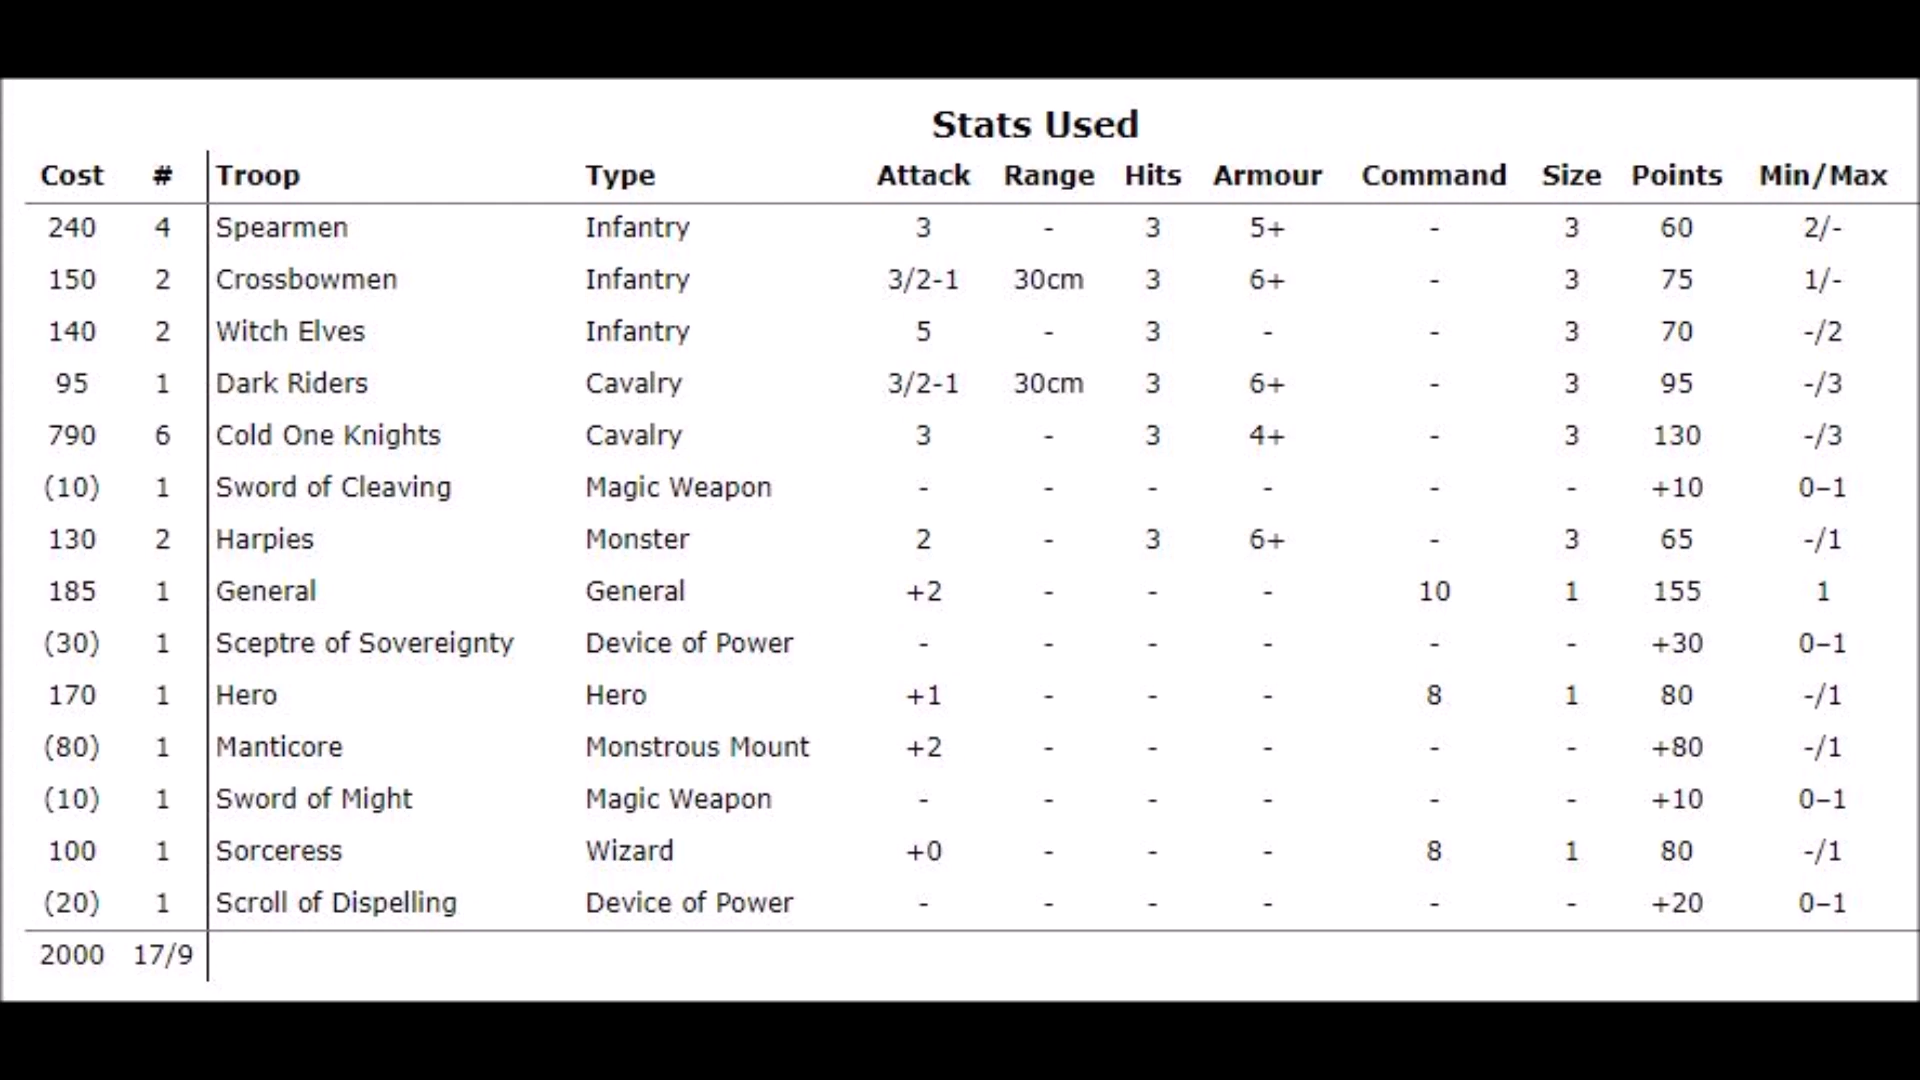 Stats Used
Cost # Troop Type Attack Range Hits Armour Command Size Points Min/Max
240 4 Spearmen Infantry 3 - 3 5+ - 3 60 2/-
150 2 Crossbowmen Infantry 3/2-1 30cm 3 6+ - 3 75 1/-
140 2 Witch Elves Infantry 5 - 3 - - 3 70 -/2
95 1 Dark Riders Cavalry 3/2-1 30cm 3 6+ - 3 95 -/3
790 6 Cold One Knights Cavalry 3 - 3 4+ - 3 130 -/3
(10) 1 Sword of Cleaving Magic Weapon - - - - - - +10 0–1
130 2 Harpies Monster 2 - 3 6+ - 3 65 -/1
185 1 General General +2 - - - 10 1 155 1
(30) 1 Sceptre of Sovereignty Device of Power - - - - - - +30 0–1
170 1 Hero Hero +1 - - - 8 1 80 -/1
(80) 1 Manticore Monstrous Mount +2 - - - - - +80 -/1
(10) 1 Sword of Might Magic Weapon - - - - - - +10 0–1
100 1 Sorceress Wizard +0 - - - 8 1 80 -/1
(20) 1 Scroll of Dispelling Device of Power - - - - - - +20 0–1
2000 17/9